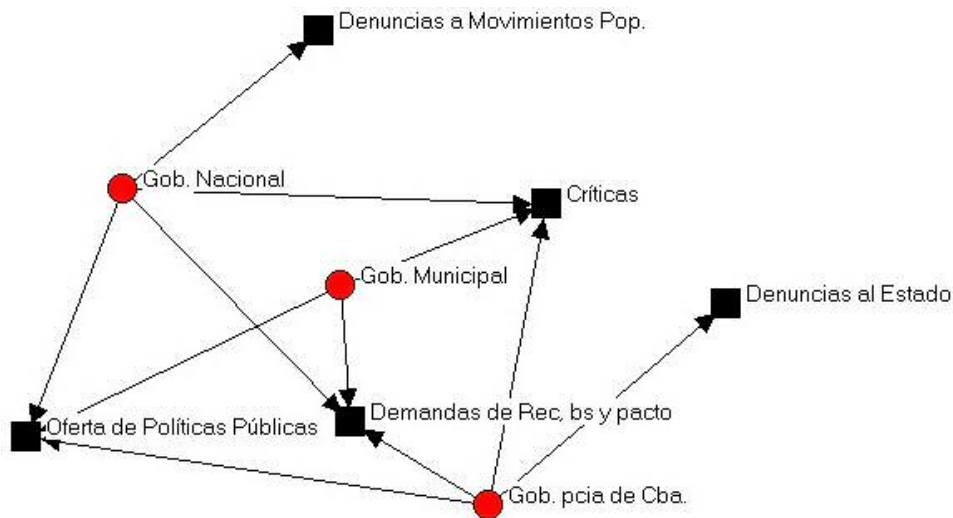 Denuncias a Movimientos Pop.
Gob. Nacional
Críticas
Gob. Municipal
Denuncias al Estado
Oferta de Políticas Públicas
Demandas de Rec, bs y pacto
Gob. pcia de Cba.